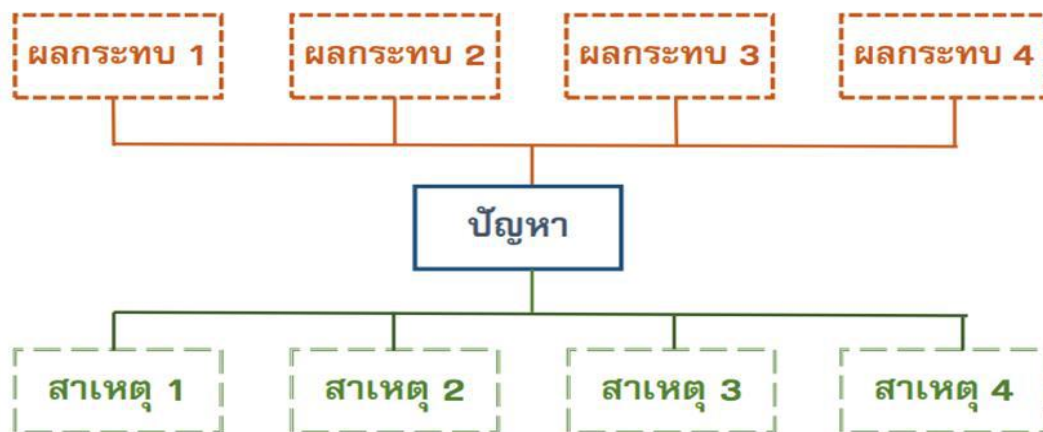 ผลกระทบ 1 ผลกระทบ 2 ผลกระทบ 3 ผลกระทบ 4
ปัญหา
สาเหตุ 1 สาเหตุ 2 สาเหตุ 3 สาเหตุ 4